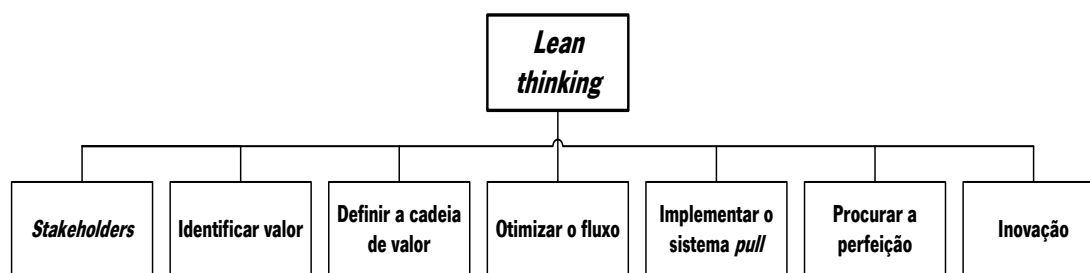 Lean
thinking
Stakeholders
Identificar valor
Definir a cadeia
de valor
Otimizar o fluxo
Implementar o
sistema pull
Procurar a
perfeição
Inovação